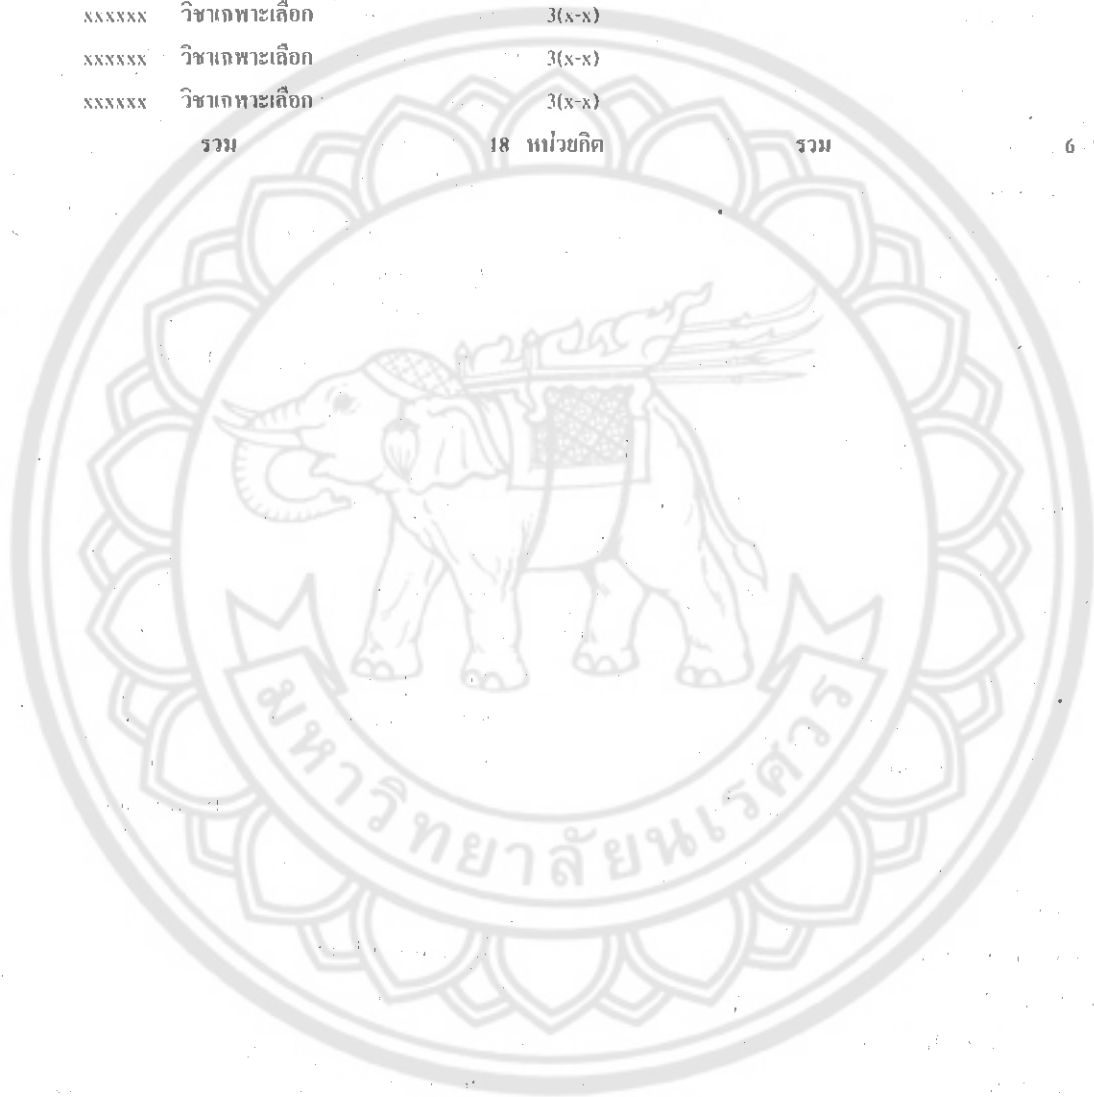 xxxxxx วิชาเฉพาะเลือก 3(x-x)
xxxxxx วิชาเฉพาะเลือก 3(x-x)
xxxxxx วิชาเฉพาะเลือก 3(x-x)
รวม 18 หน่วยกิต รวม 6
มหาวิทยาลัยนเรศวร